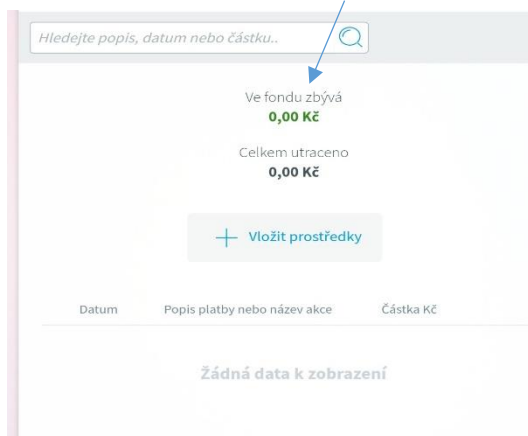 Hledejte popis, datum nebo částku..
Ve fondu zbývá
0,00 Kč
Celkem utraceno
0,00 Kč
Vložit prostředky
Datum Popis platby nebo název akce Částka Kč
Žádná data k zobrazení